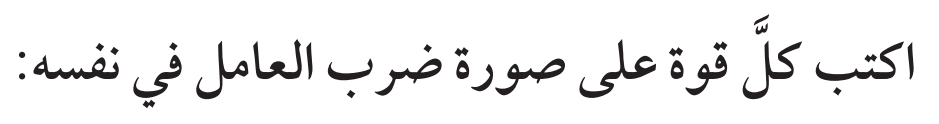 اكتب كلَّ قوة على صورة ضرب العامل في نفسه: